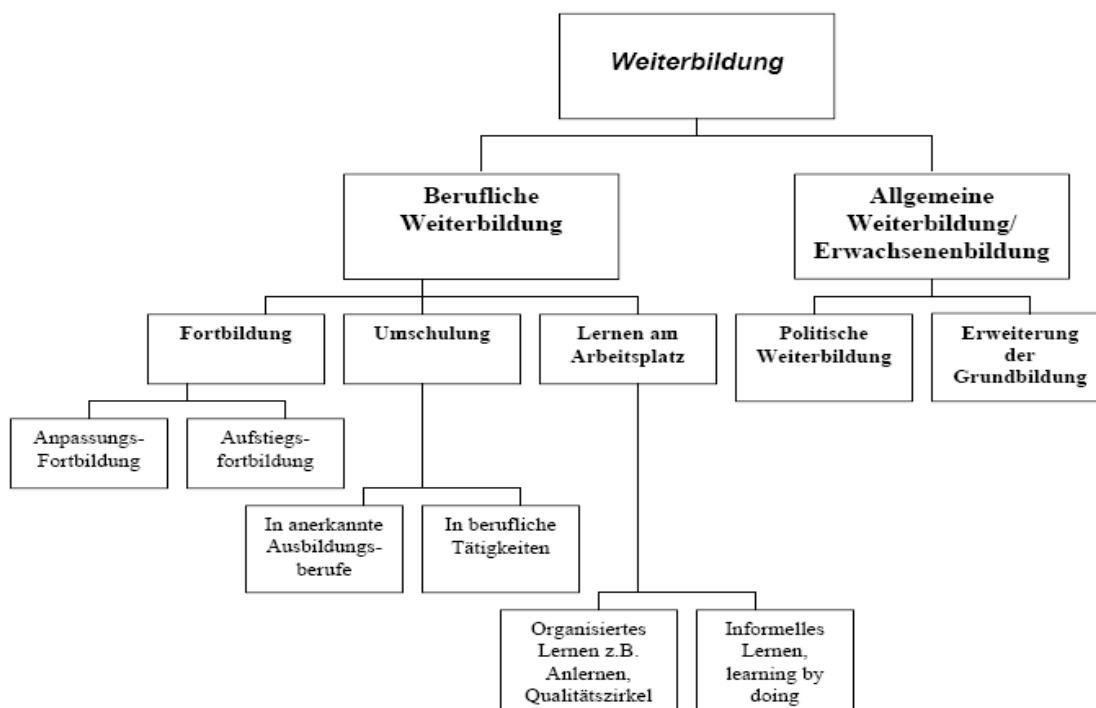 Weiterbildung
Berufliche
Weiterbildung
Allgemeine
Weiterbildung/
Erwachsenenbildung
Fortbildung
Umschulung
Lernen am
Arbeitsplatz
Politische
Weiterbildung
Erweiterung
der
Grundbildung
Anpassungs-
Fortbildung
Aufstiegs-
fortbildung
In anerkannte
Ausbildungs-
berufe
In berufliche
Tätigkeiten
Organisiertes
Lernen z.B.
Anlernen,
Qualitätszirkel
Informelles
Lernen,
learning by
doing